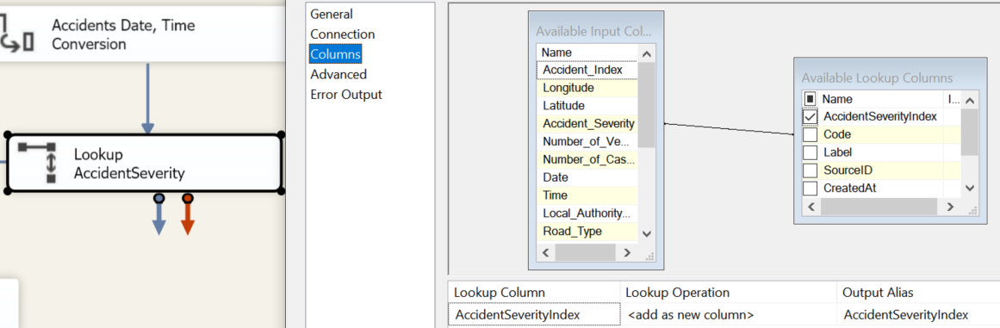 Accidents Date, Time
Conversion
Lookup
AccidentSeverity
General
Connection
Columns
Advanced
Error Output
Available Input Col...
Name
Accident_Index
Longitude
Latitude
Accident_Severity
Number_of_Ve...
Number_of_Cas...
Date
Time
Local_Authority...
Road_Type
Available Lookup Columns
Name I...
AccidentSeverityIndex
Code
Label
SourceID
CreatedAt
Lookup Column Lookup Operation Output Alias
AccidentSeverityIndex <add as new column> AccidentSeverityIndex